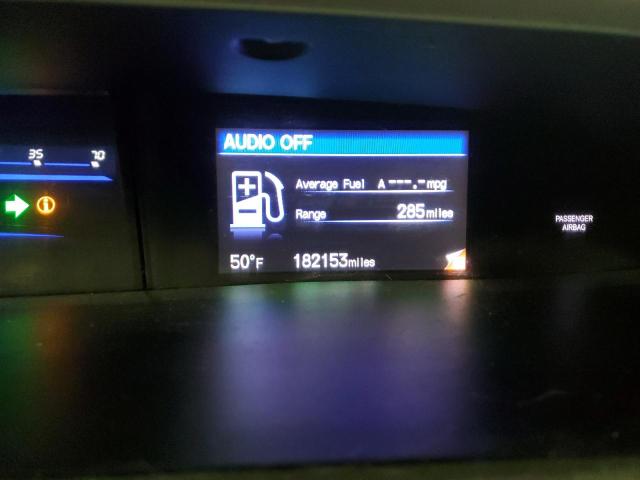 AUDIO OFF
35 70
Average Fuel A ---.- mpg
Range 285 miles
50°F 182153 miles
PASSENGER
AIRBAG